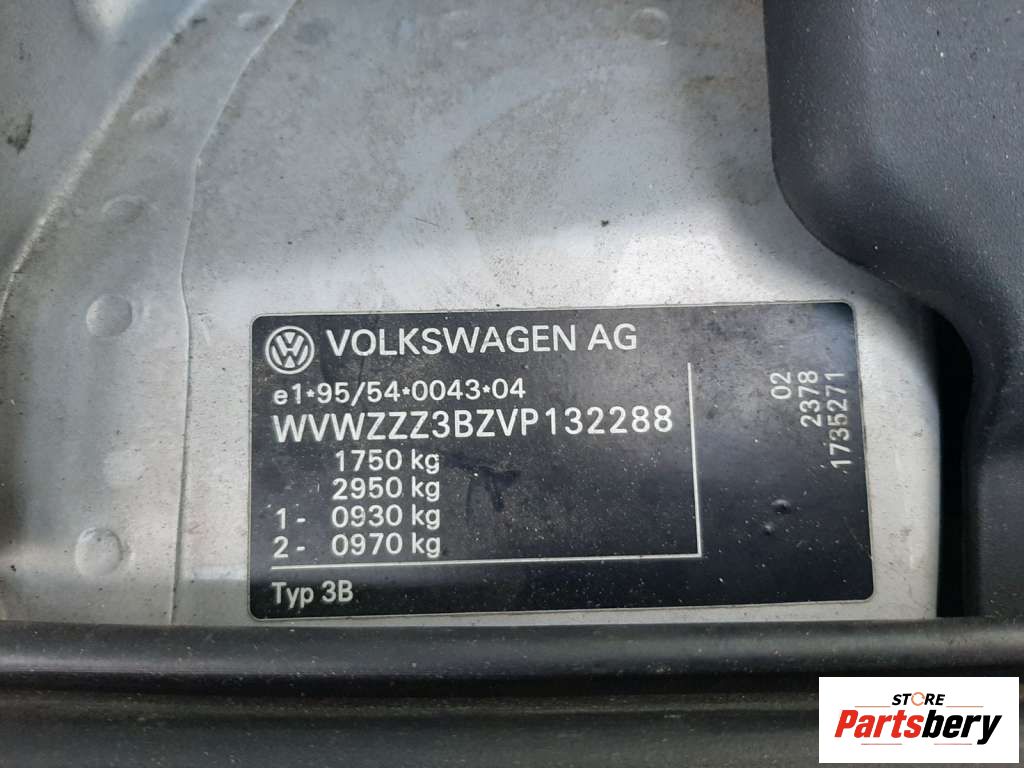 VOLKSWAGEN AG
e1*95/54*0043*04
WVWZZZ3BZVP132288
1750 kg
2950 kg
1- 0930 kg
2- 0970 kg
Typ 3B
02
2378
1735271
STORE
Partsbery